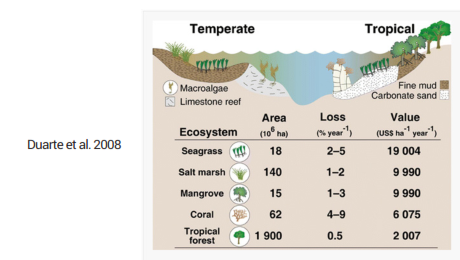 Temperate Tropical
Macroalgae
Limestone reef
Fine mud
Carbonate sand
Duarte et al. 2008
Area Loss Value
Ecosystem (10⁶ ha) (% year⁻¹) (US$ ha⁻¹ year⁻¹)
Seagrass 18 2–5 19 004
Salt marsh 140 1–2 9 990
Mangrove 15 1–3 9 990
Coral 62 4–9 6 075
Tropical
forest 1 900 0.5 2 007